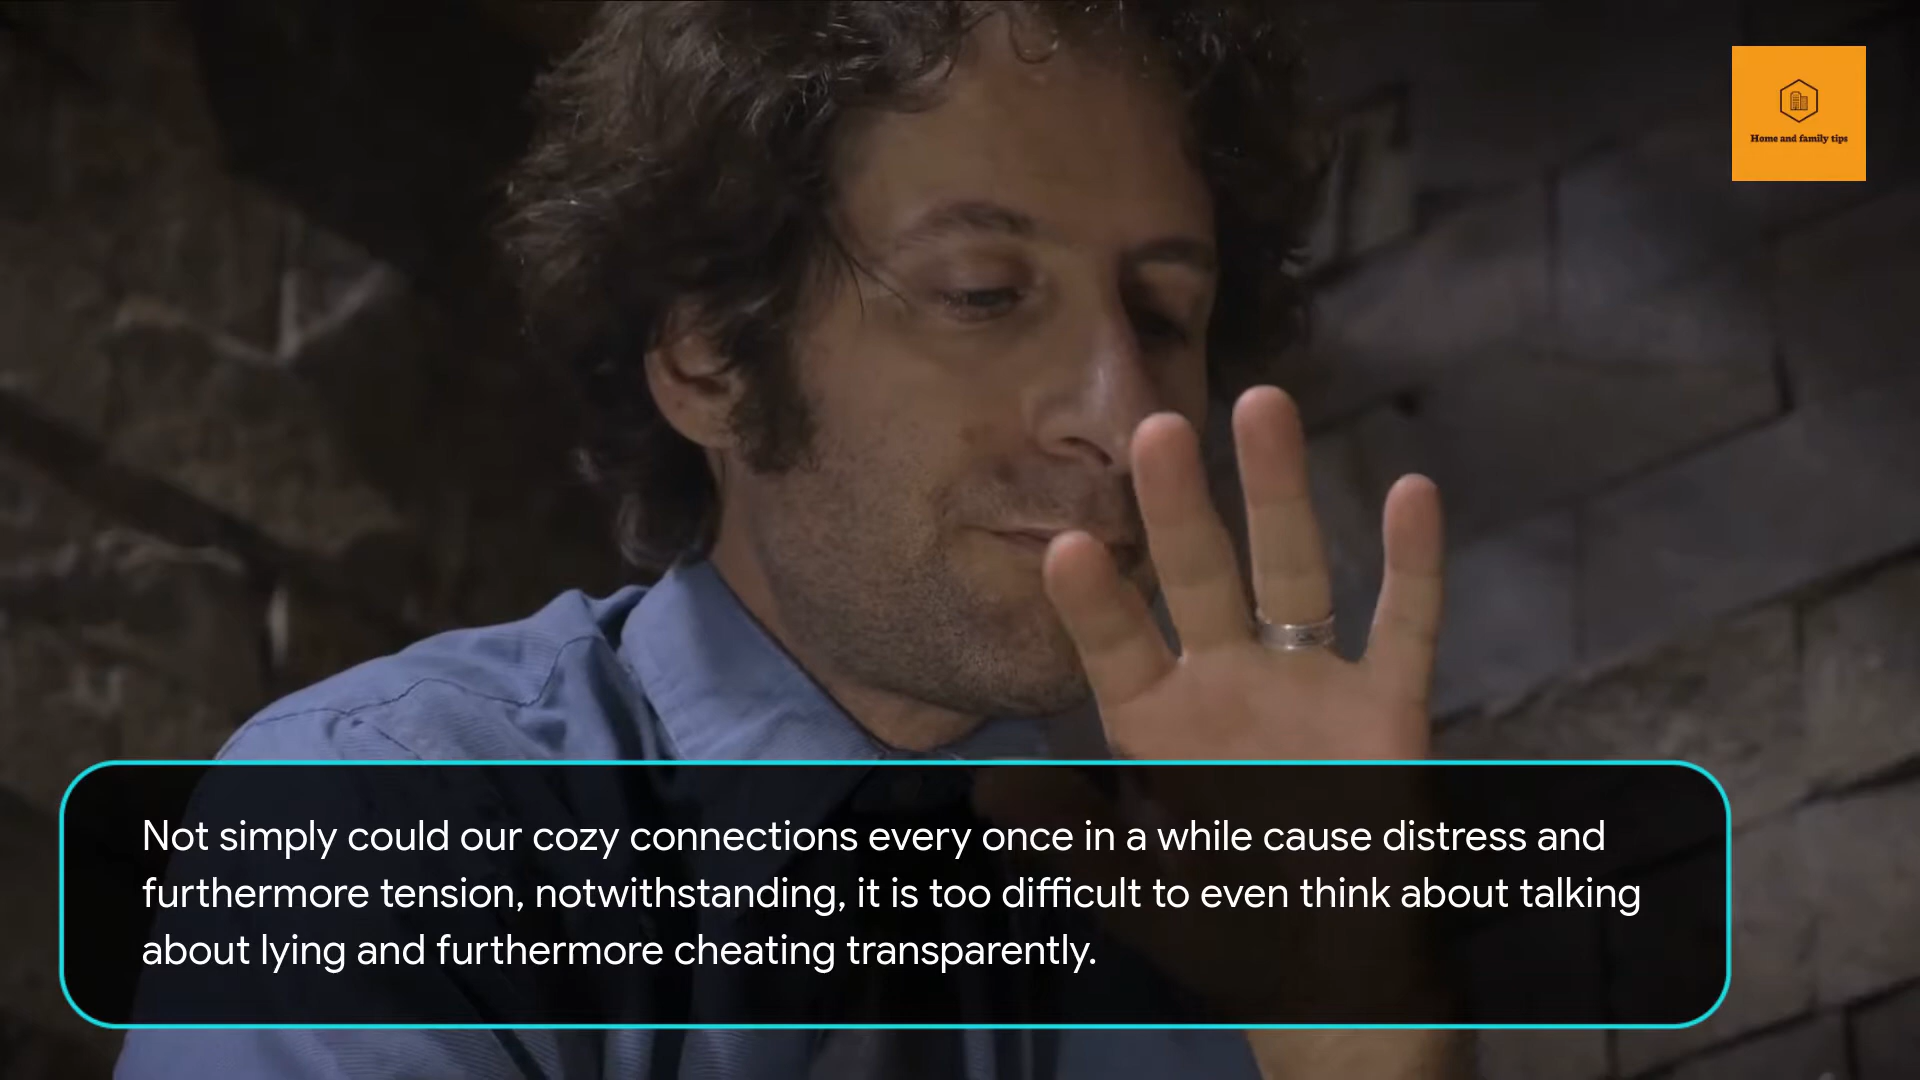 Home and family tips
Not simply could our cozy connections every once in a while cause distress and
furthermore tension, notwithstanding, it is too difficult to even think about talking
about lying and furthermore cheating transparently.